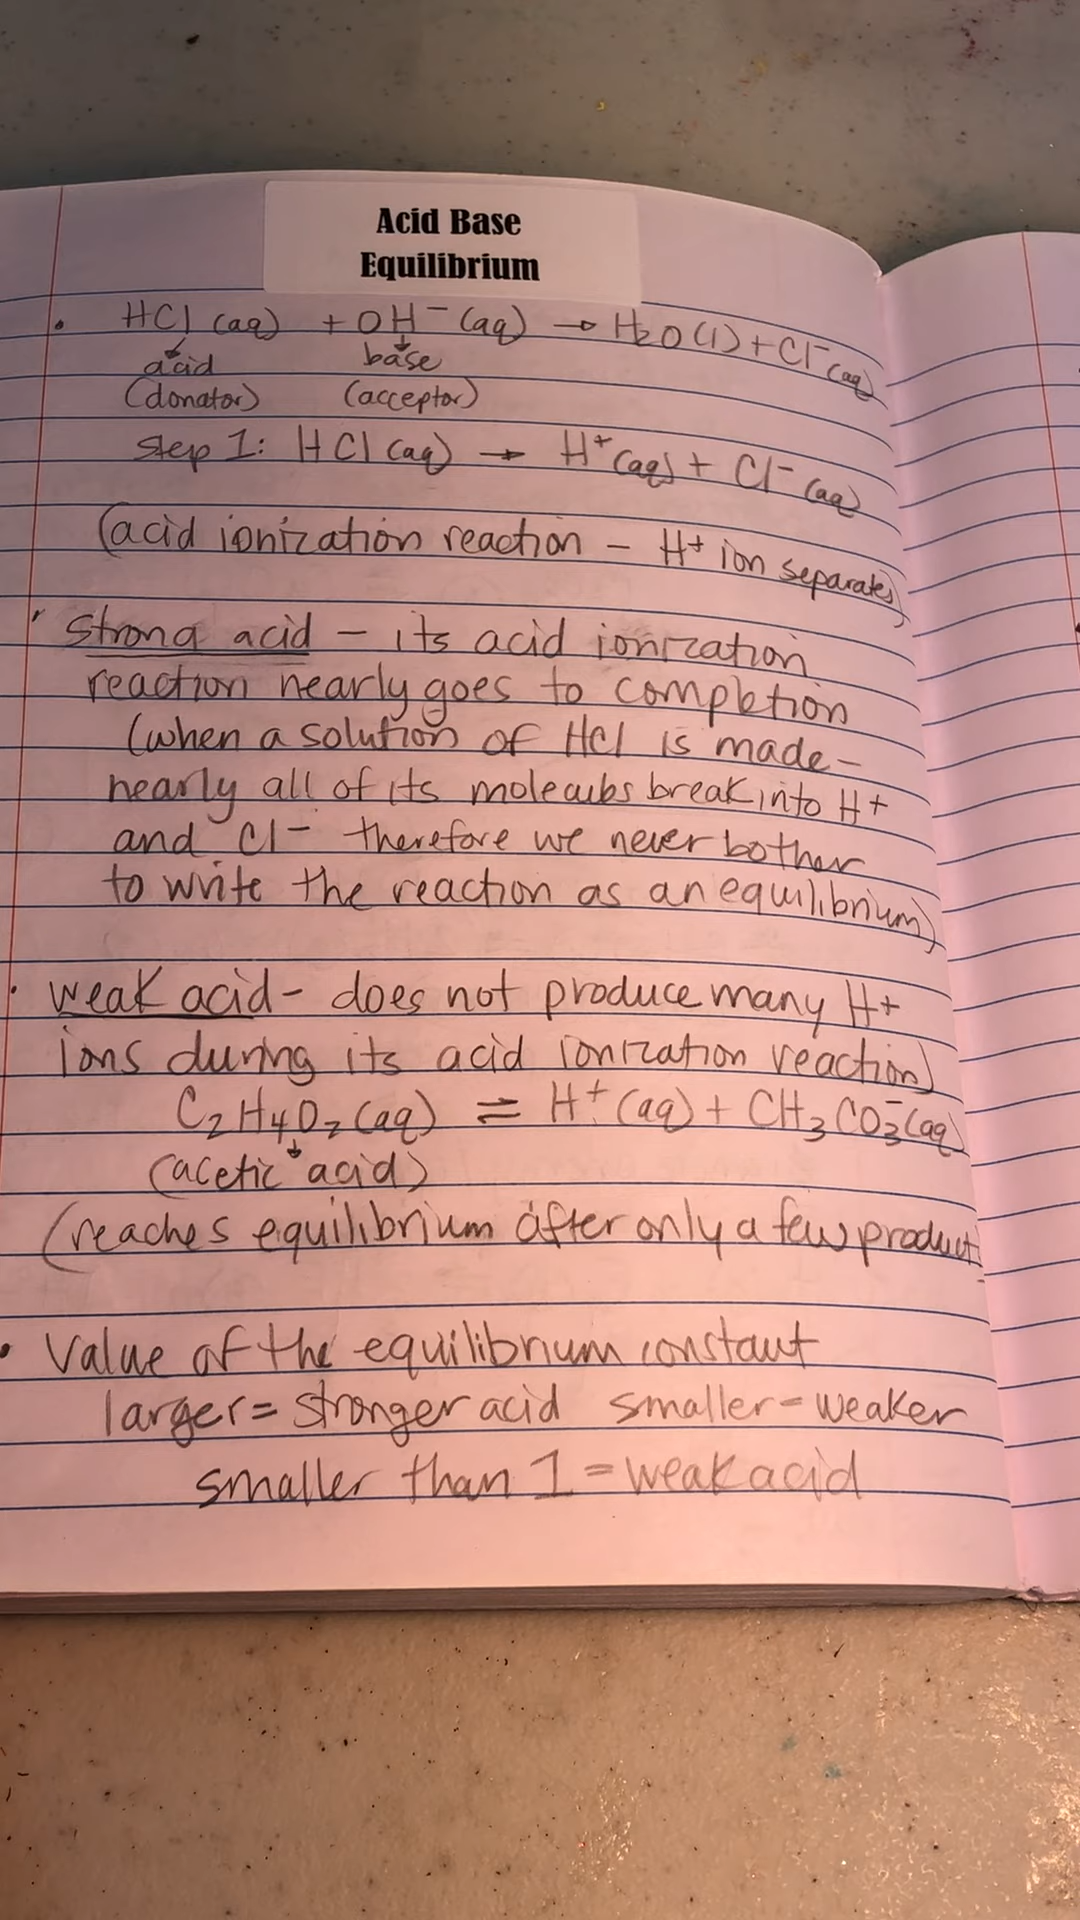 Acid Base
Equilibrium
• HCl (aq) + OH⁻ (aq) → H₂O (l) + Cl⁻ (aq)
acid base
(donator) (acceptor)
step 1: HCl (aq) → H⁺ (aq) + Cl⁻ (aq)
(acid ionization reaction - H+ ion separates)
• strong acid - its acid ionization
reaction nearly goes to completion
(when a solution of HCl is made -
nearly all of its molecules break into H+
and Cl- therefore we never bother
to write the reaction as an equilibrium)
• weak acid - does not produce many H+
ions during its acid ionization reaction)
C₂H₄O₂ (aq) ⇌ H⁺ (aq) + CH₃CO₃⁻ (aq)
(acetic acid)
(reaches equilibrium after only a few product
• Value of the equilibrium constant
larger = stronger acid smaller = weaker
smaller than 1 = weak acid